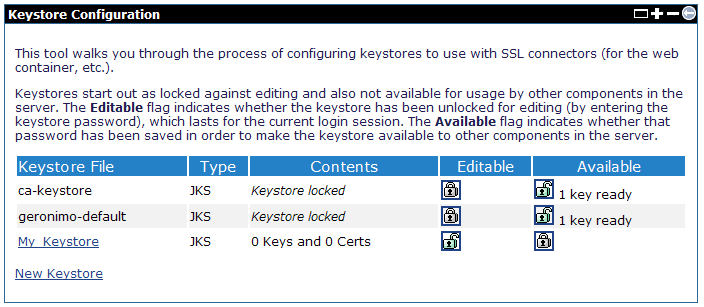 Keystore Configuration
This tool walks you through the process of configuring keystores to use with SSL connectors (for the web
container, etc.).
Keystores start out as locked against editing and also not available for usage by other components in the
server. The Editable flag indicates whether the keystore has been unlocked for editing (by entering the
keystore password), which lasts for the current login session. The Available flag indicates whether that
password has been saved in order to make the keystore available to other components in the server.
Keystore File Type Contents Editable Available
ca-keystore JKS Keystore locked 1 key ready
geronimo-default JKS Keystore locked 1 key ready
My_Keystore JKS 0 Keys and 0 Certs
New Keystore